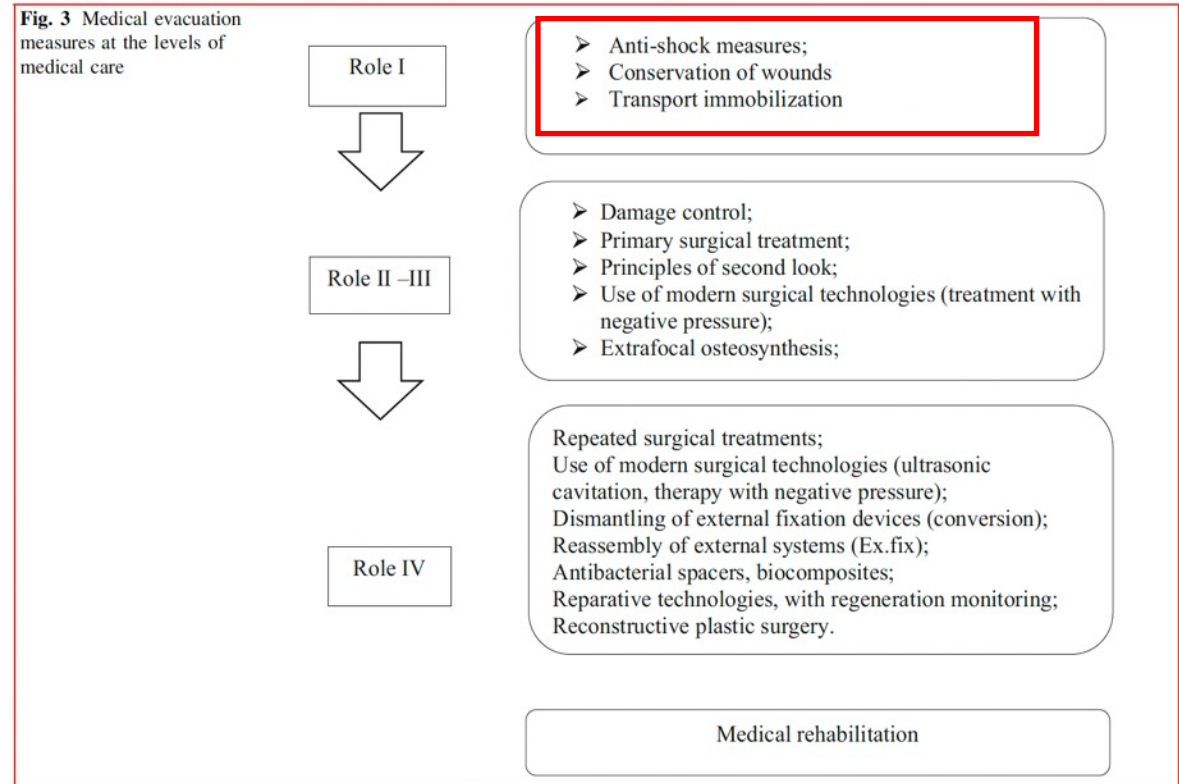 Fig. 3 Medical evacuation
measures at the levels of
medical care
Role I
➢ Anti-shock measures;
➢ Conservation of wounds
➢ Transport immobilization
Role II –III
➢ Damage control;
➢ Primary surgical treatment;
➢ Principles of second look;
➢ Use of modern surgical technologies (treatment with
negative pressure);
➢ Extrafocal osteosynthesis;
Role IV
Repeated surgical treatments;
Use of modern surgical technologies (ultrasonic
cavitation, therapy with negative pressure);
Dismantling of external fixation devices (conversion);
Reassembly of external systems (Ex.fix);
Antibacterial spacers, biocomposites;
Reparative technologies, with regeneration monitoring;
Reconstructive plastic surgery.
Medical rehabilitation